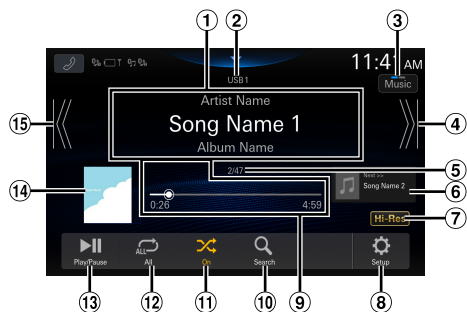 1
2
3
11:41 AM
USB1
Music
Artist Name
Song Name 1
Album Name
15
4
2/47
5
Next >>
Song Name 2
6
14
0:26
4:59
Hi-Res
7
ALL
Play/Pause
All
On
Search
Setup
13
12
11
10
9
8